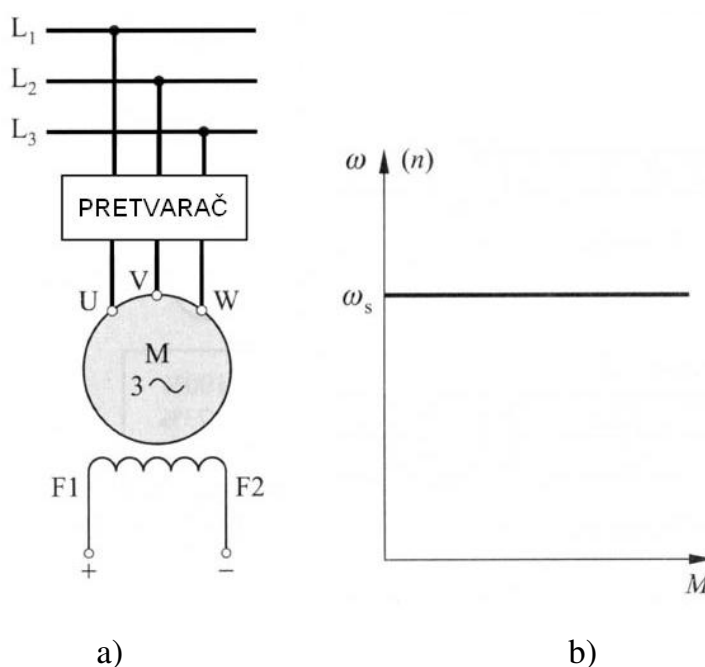 L₁
L₂
L₃
PRETVARAČ
U V W
M
3 ~
F1 F2
+ −
ω (n)
ωₛ
M
a) b)